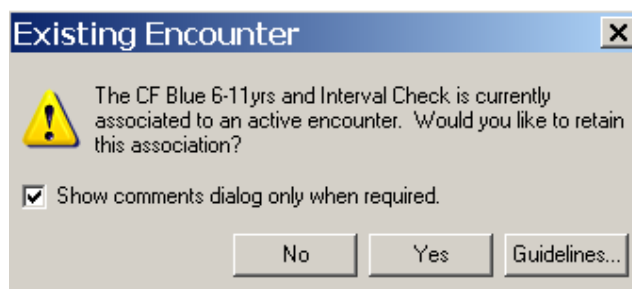 Existing Encounter
The CF Blue 6-11yrs and Interval Check is currently
associated to an active encounter.  Would you like to retain
this association?
Show comments dialog only when required.
No Yes Guidelines...